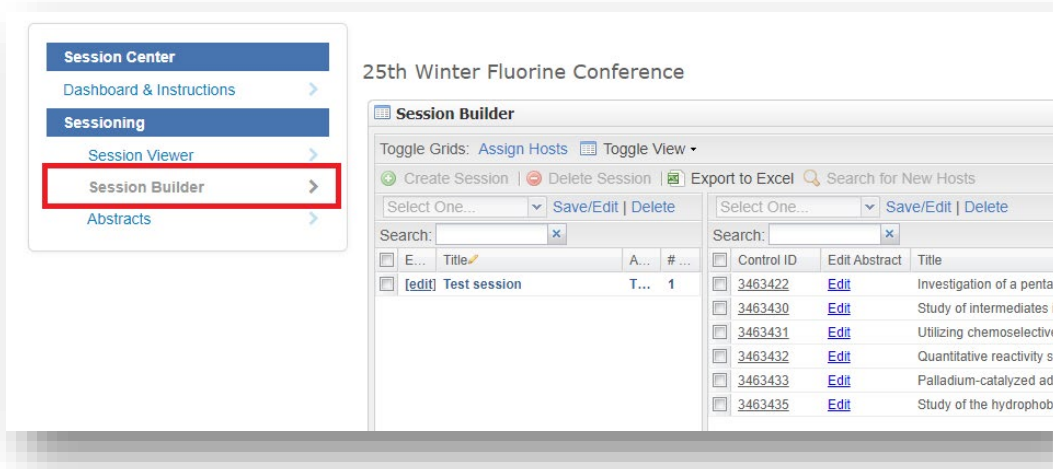 Session Center
Dashboard & Instructions
Sessioning
Session Viewer
Session Builder
Abstracts
25th Winter Fluorine Conference
Session Builder
Toggle Grids: Assign Hosts Toggle View
Create Session | Delete Session | Export to Excel Search for New Hosts
Select One... Save/Edit | Delete
Search:
E... Title A... # ...
[edit] Test session T... 1
Select One... Save/Edit | Delete
Search:
Control ID Edit Abstract Title
3463422 Edit Investigation of a penta
3463430 Edit Study of intermediates
3463431 Edit Utilizing chemoselective
3463432 Edit Quantitative reactivity s
3463433 Edit Palladium-catalyzed ad
3463435 Edit Study of the hydrophob